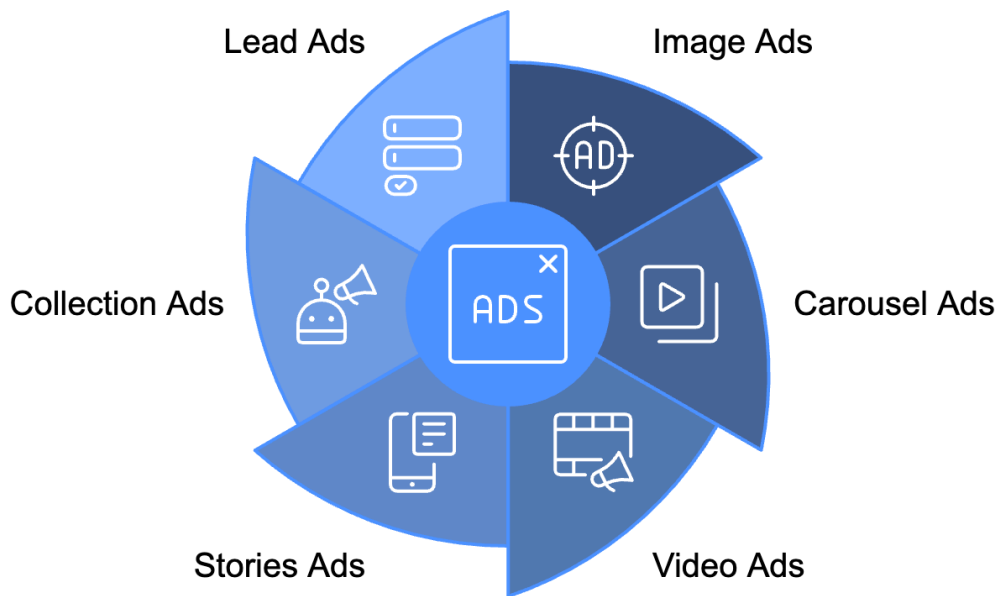 Lead Ads
Image Ads
AD
Collection Ads
ADS
Carousel Ads
Stories Ads
Video Ads